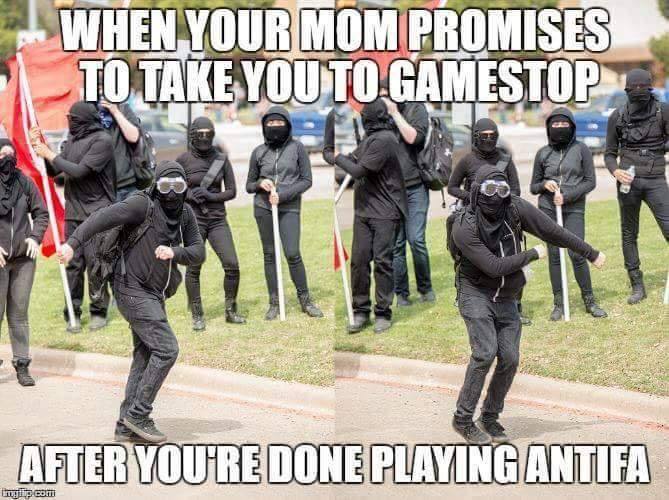 WHEN YOUR MOM PROMISES
TO TAKE YOU TO GAMESTOP
AFTER YOU'RE DONE PLAYING ANTIFA
imgflip.com